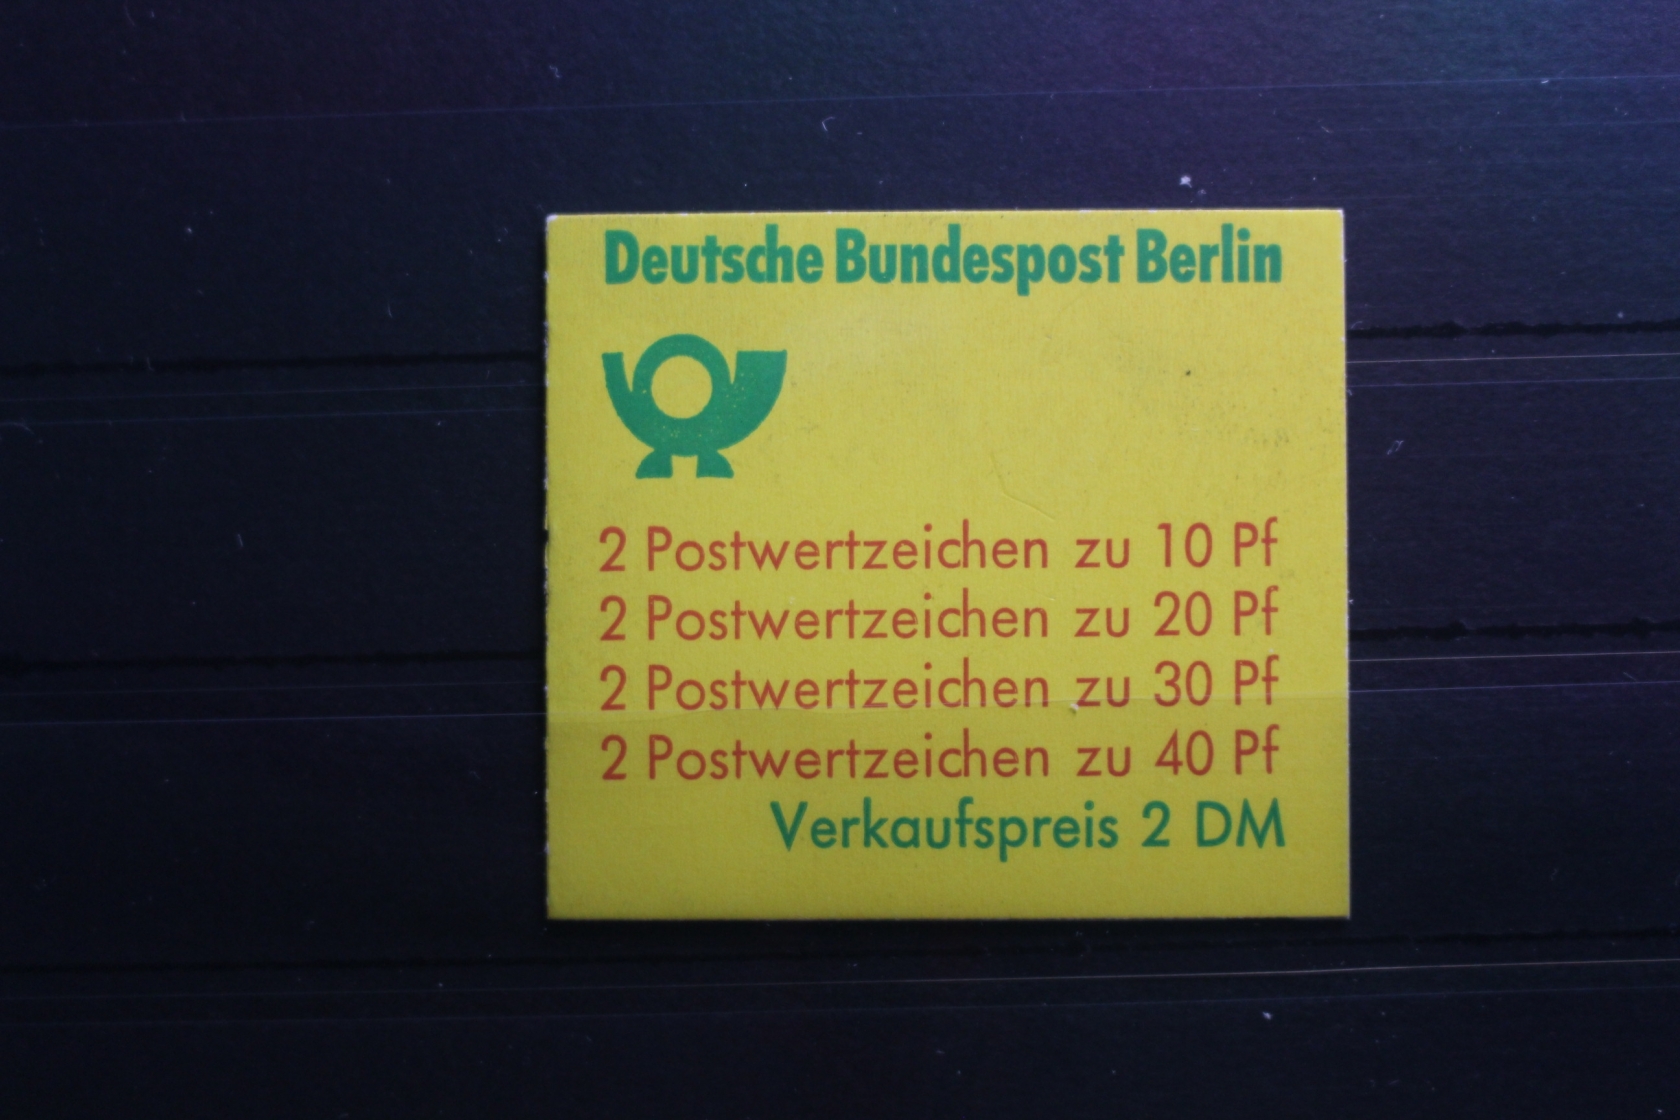 Deutsche Bundespost Berlin
2 Postwertzeichen zu 10 Pf
2 Postwertzeichen zu 20 Pf
2 Postwertzeichen zu 30 Pf
2 Postwertzeichen zu 40 Pf
Verkaufspreis 2 DM